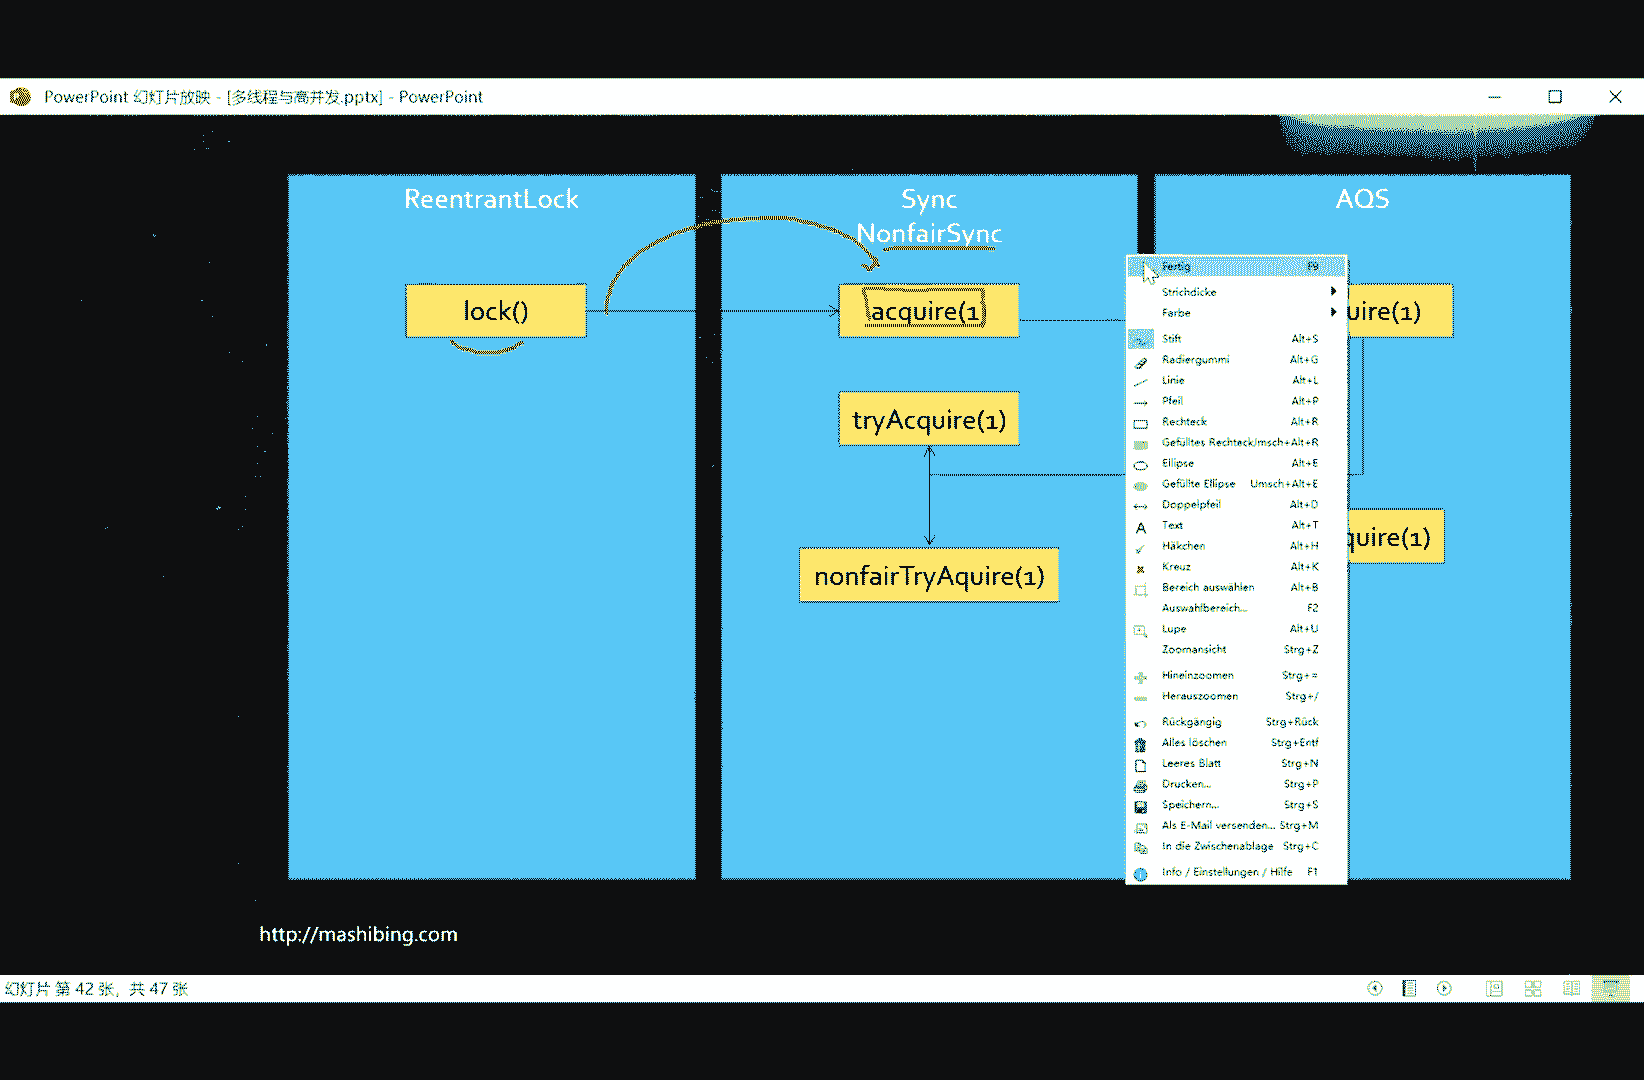 PowerPoint 幻灯片放映 - [多线程与高并发.pptx] - PowerPoint
ReentrantLock
lock()
Sync
NonfairSync
acquire(1)
tryAcquire(1)
nonfairTryAquire(1)
AQS
uire(1)
quire(1)
Fertig F9
Strichdicke
Farbe
Stift Alt+S
Radiergummi Alt+G
Linie Alt+L
Pfeil Alt+P
Rechteck Alt+R
Gefülltes Rechteck Umsch+Alt+R
Ellipse Alt+E
Gefüllte Ellipse Umsch+Alt+E
Doppelpfeil Alt+D
Text Alt+T
Häkchen Alt+H
Kreuz Alt+K
Bereich auswählen Alt+B
Auswahlbereich... F2
Lupe Alt+U
Zoomansicht Strg+Z
Hineinzoomen Strg+=
Herauszoomen Strg+/
Rückgängig Strg+Rück
Alles löschen Strg+Entf
Leeres Blatt Strg+N
Drucken... Strg+P
Speichern... Strg+S
Als E-Mail versenden... Strg+M
In die Zwischenablage Strg+C
Info / Einstellungen / Hilfe F1
http://mashibing.com
幻灯片 第 42 张，共 47 张